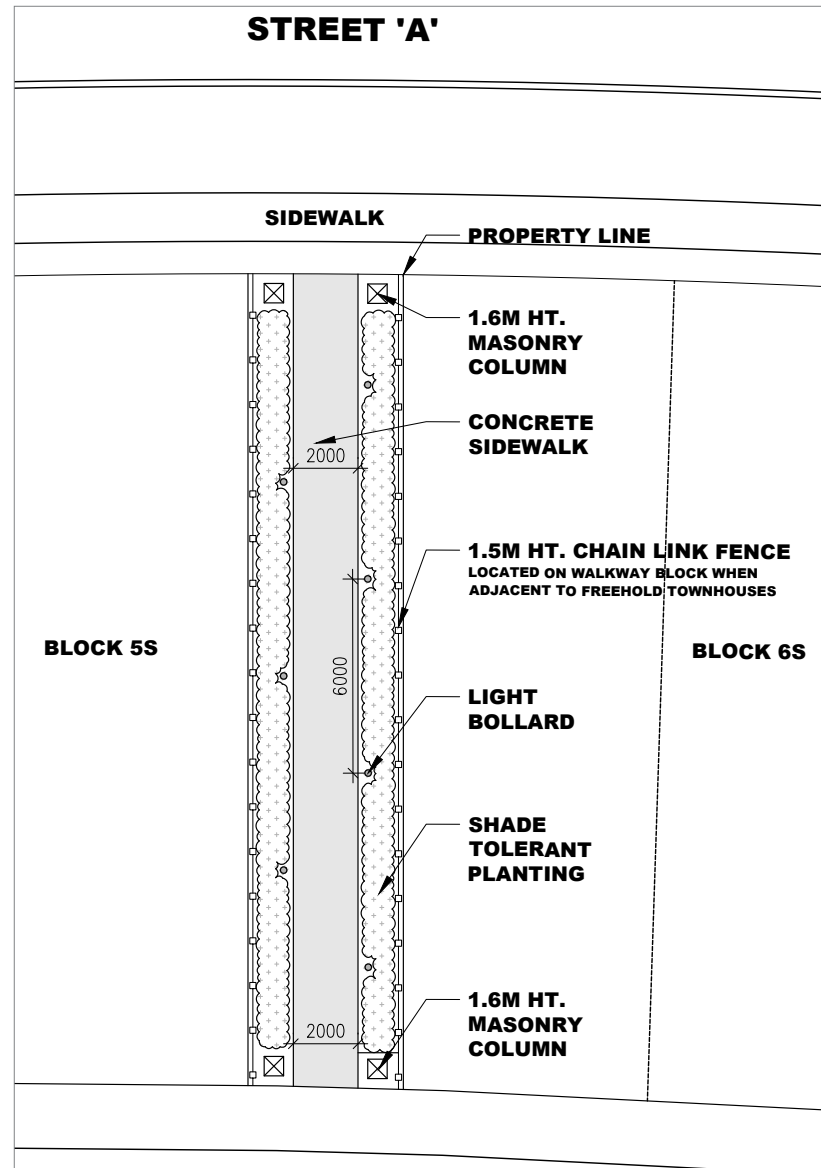 STREET 'A'
SIDEWALK
PROPERTY LINE
1.6M HT.
MASONRY
COLUMN
CONCRETE
SIDEWALK
2000
1.5M HT. CHAIN LINK FENCE
LOCATED ON WALKWAY BLOCK WHEN
ADJACENT TO FREEHOLD TOWNHOUSES
BLOCK 5S
BLOCK 6S
6000
LIGHT
BOLLARD
SHADE
TOLERANT
PLANTING
1.6M HT.
MASONRY
COLUMN
2000